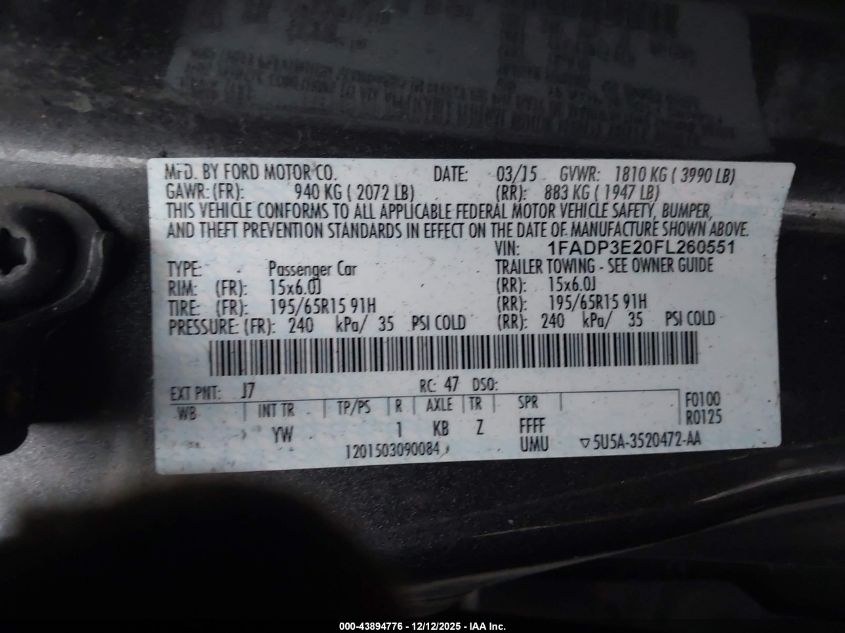 MFD. BY FORD MOTOR CO. DATE: 03/15 GVWR: 1810 KG ( 3990 LB)
GAWR: (FR): 940 KG ( 2072 LB) (RR): 883 KG ( 1947 LB)
THIS VEHICLE CONFORMS TO ALL APPLICABLE FEDERAL MOTOR VEHICLE SAFETY, BUMPER,
AND THEFT PREVENTION STANDARDS IN EFFECT ON THE DATE OF MANUFACTURE SHOWN ABOVE.
VIN: 1FADP3E20FL260551
TYPE: Passenger Car TRAILER TOWING - SEE OWNER GUIDE
RIM: (FR): 15x6.0J (RR): 15x6.0J
TIRE: (FR): 195/65R15 91H (RR): 195/65R15 91H
PRESSURE: (FR): 240 kPa/ 35 PSI COLD (RR): 240 kPa/ 35 PSI COLD
EXT PNT: J7 RC: 47 DSO:
WB INT TR TP/PS R AXLE TR SPR F0100
R0125
YW 1 KB Z FFFF
1201503090084 UMU ▽5U5A-3520472-AA
000-43894776 - 12/12/2025 - IAA Inc.